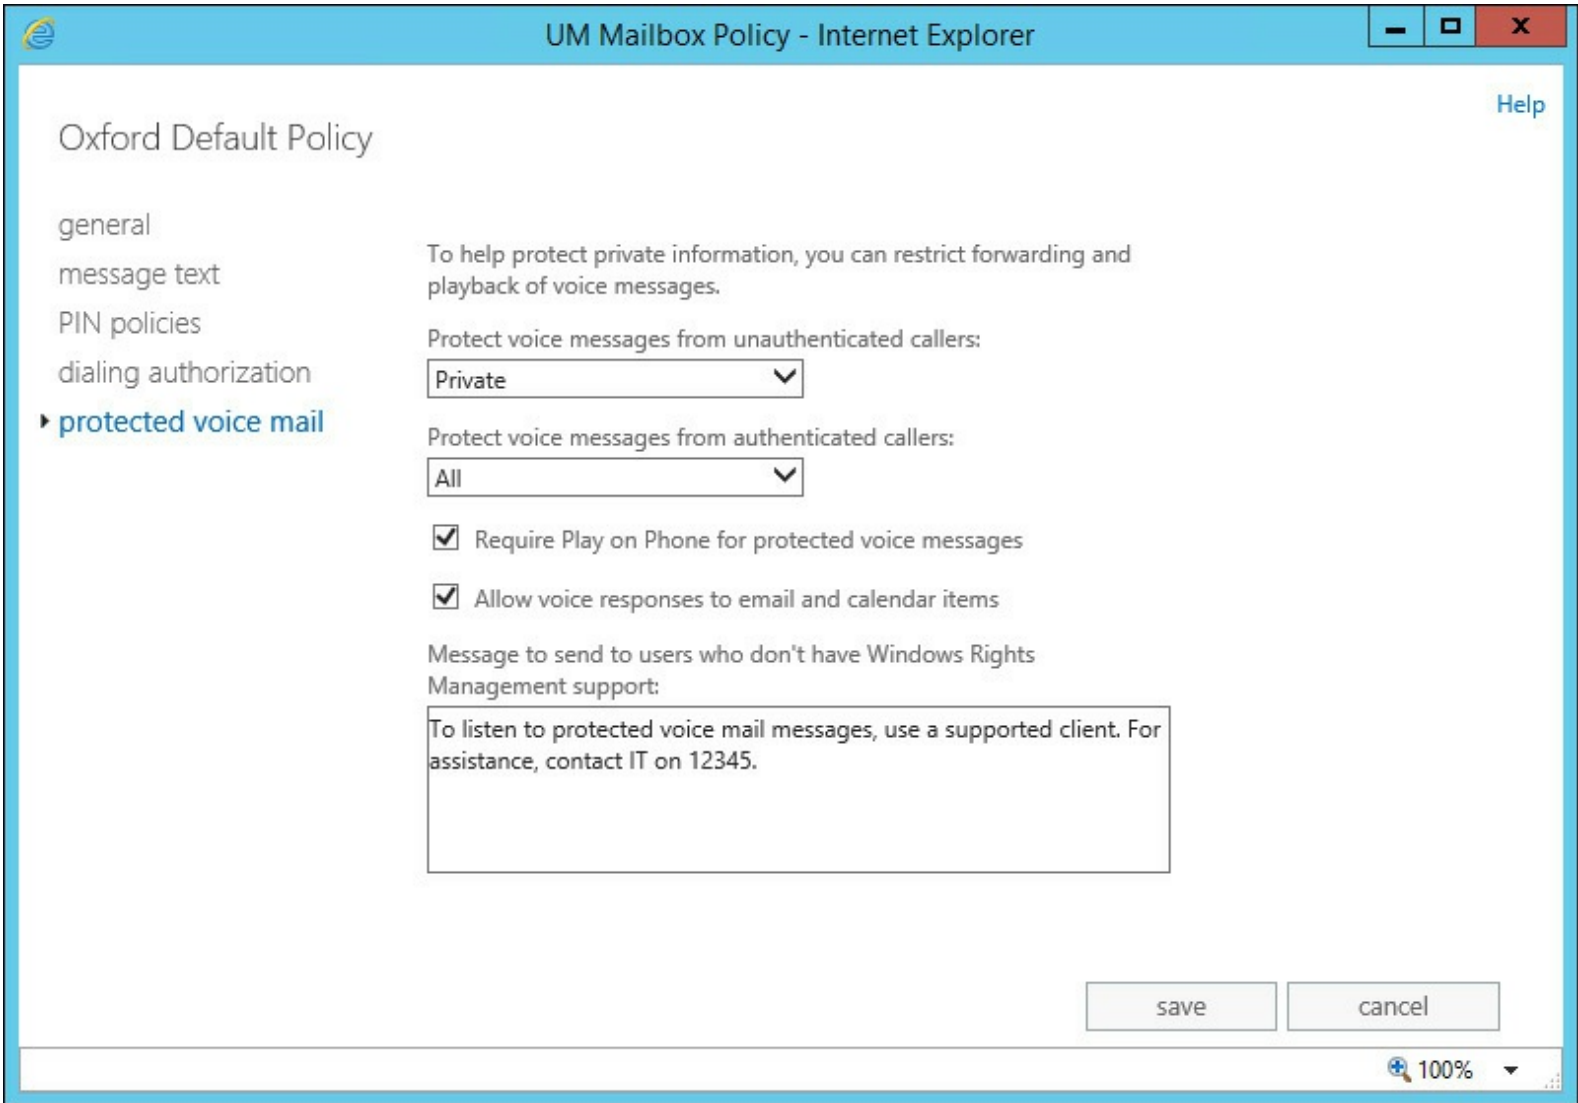 UM Mailbox Policy - Internet Explorer
Help
Oxford Default Policy
general
message text
PIN policies
dialing authorization
protected voice mail
To help protect private information, you can restrict forwarding and
playback of voice messages.
Protect voice messages from unauthenticated callers:
Private
Protect voice messages from authenticated callers:
All
Require Play on Phone for protected voice messages
Allow voice responses to email and calendar items
Message to send to users who don't have Windows Rights
Management support:
To listen to protected voice mail messages, use a supported client. For
assistance, contact IT on 12345.
save
cancel
100%